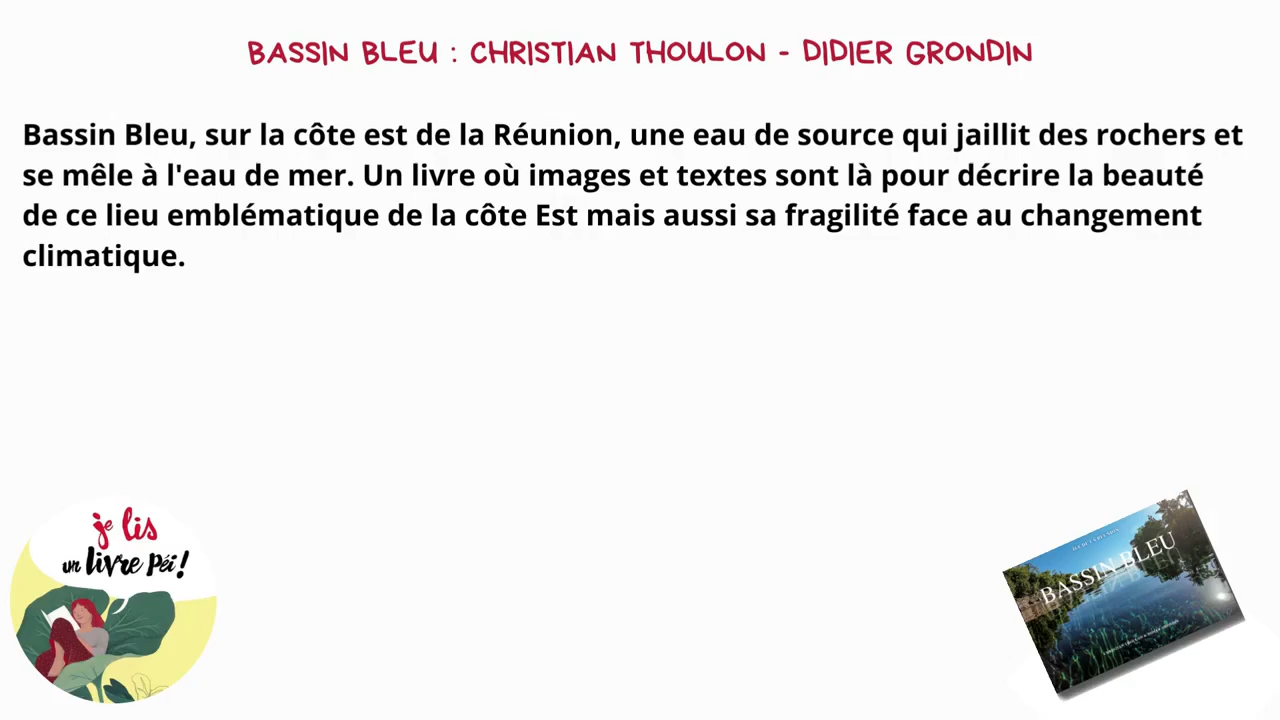 BASSIN BLEU : CHRISTIAN THOULON - DIDIER GRONDIN
Bassin Bleu, sur la côte est de la Réunion, une eau de source qui jaillit des rochers et
se mêle à l'eau de mer. Un livre où images et textes sont là pour décrire la beauté
de ce lieu emblématique de la côte Est mais aussi sa fragilité face au changement
climatique.
je lis
un livre Péi!
BASSIN BLEU